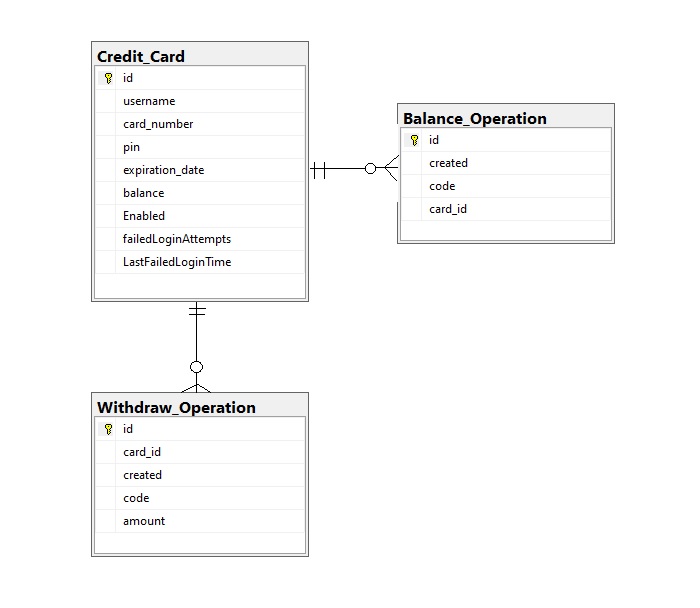 Credit_Card
id
username
card_number
pin
expiration_date
balance
Enabled
failedLoginAttempts
LastFailedLoginTime
Balance_Operation
id
created
code
card_id
Withdraw_Operation
id
card_id
created
code
amount